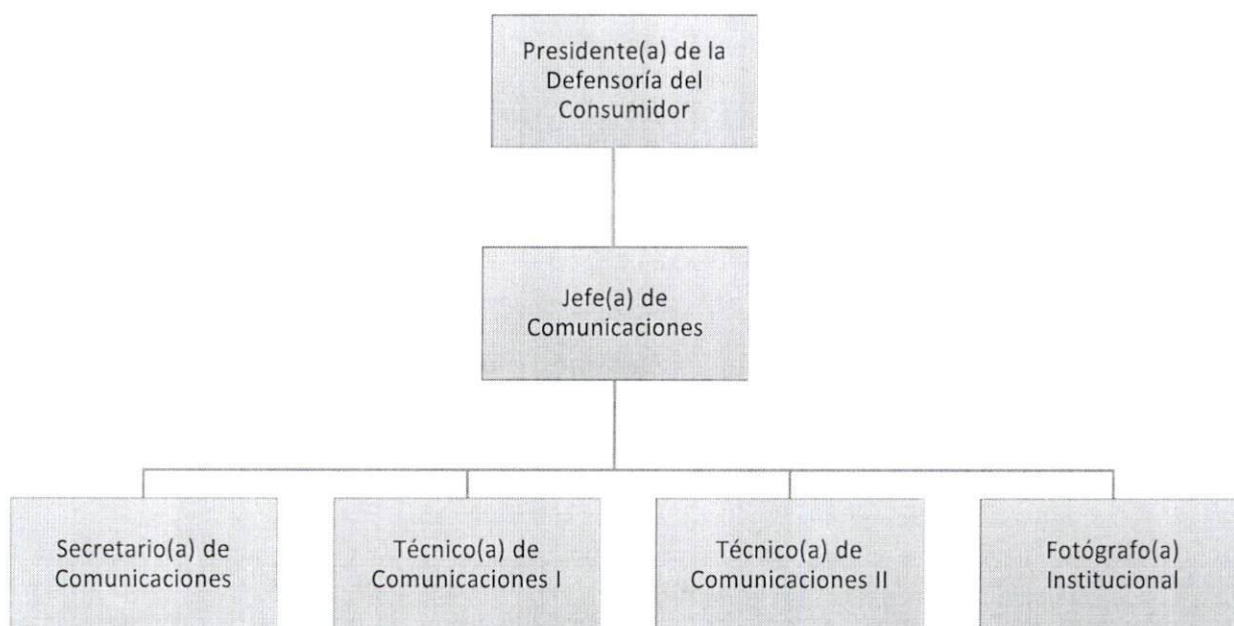 Presidente(a) de la
Defensoría del
Consumidor
Jefe(a) de
Comunicaciones
Secretario(a) de
Comunicaciones
Técnico(a) de
Comunicaciones I
Técnico(a) de
Comunicaciones II
Fotógrafo(a)
Institucional